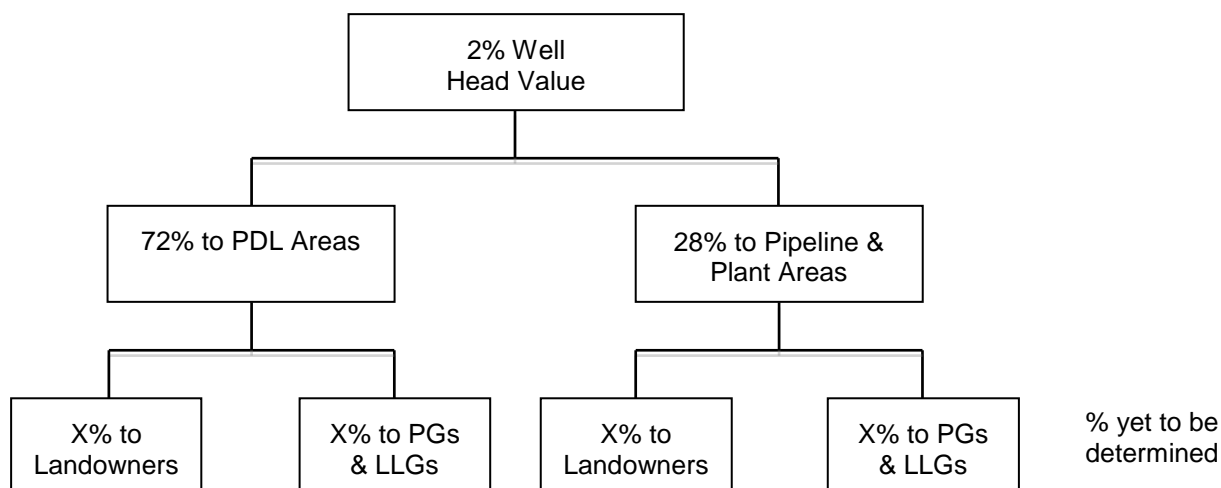 2% Well
Head Value
72% to PDL Areas
28% to Pipeline &
Plant Areas
X% to
Landowners
X% to PGs
& LLGs
X% to
Landowners
X% to PGs
& LLGs
% yet to be
determined